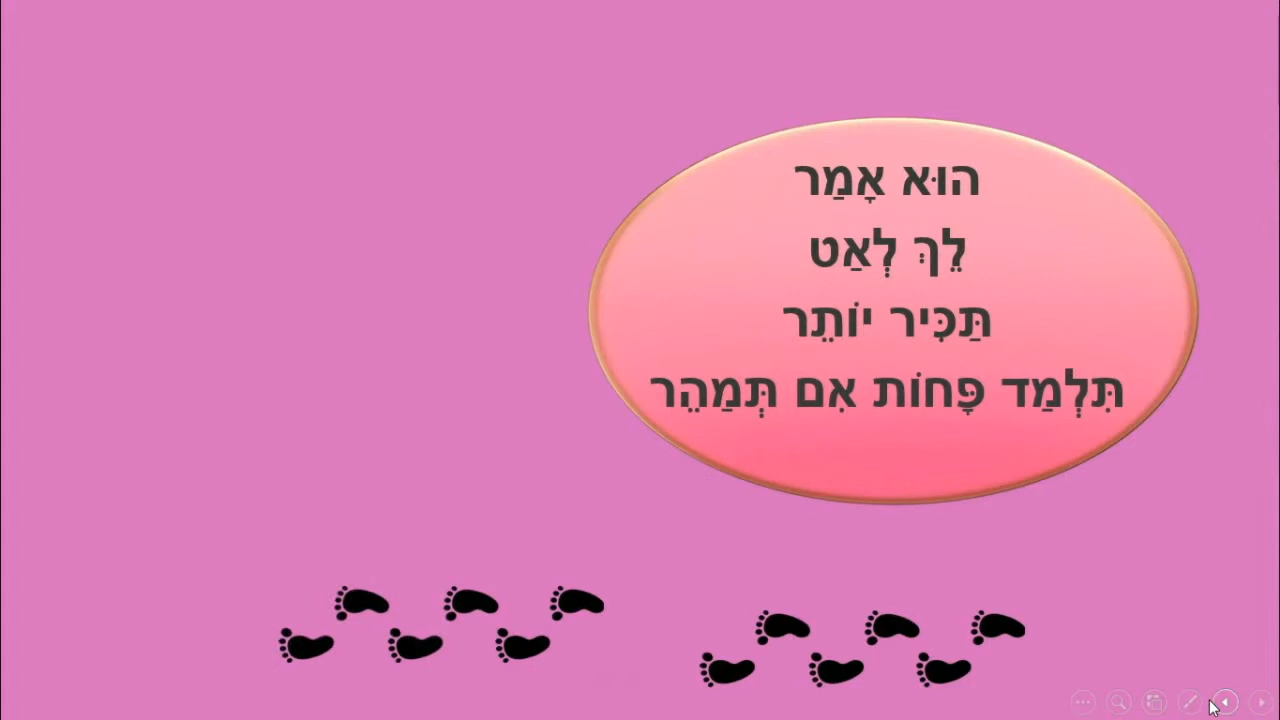 הוּא אָמַר
לֵךְ לְאַט
תַּכִּיר יוֹתֵר
תִּלְמַד פָּחוֹת אִם תְּמַהֵר